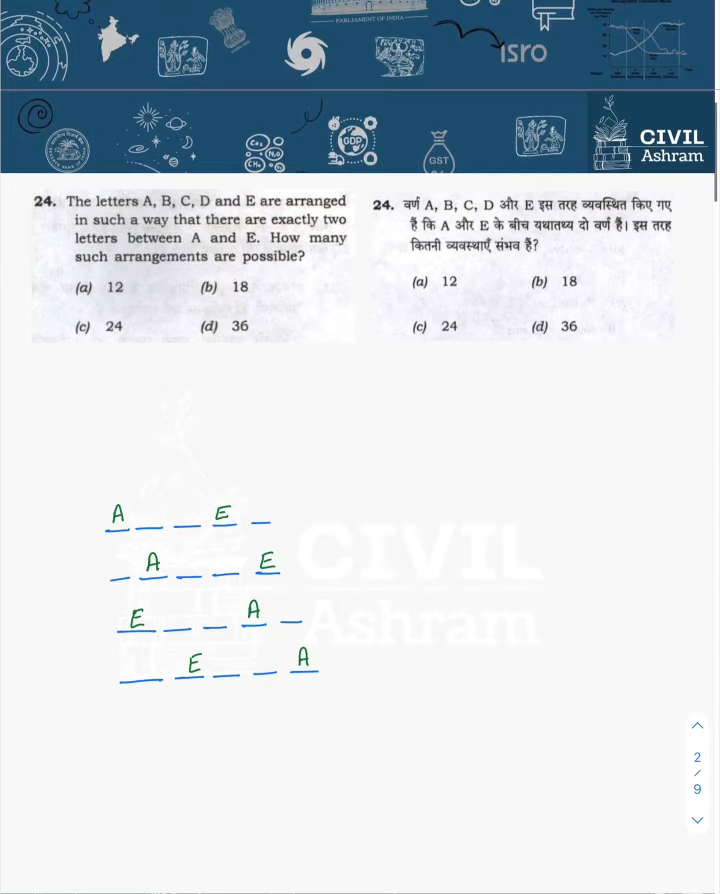 PARLIAMENT OF INDIA
isro
GDP
GST
CIVIL
Ashram
24. The letters A, B, C, D and E are arranged
in such a way that there are exactly two
letters between A and E. How many
such arrangements are possible?
(a) 12 (b) 18
(c) 24 (d) 36
24. वर्ण A, B, C, D और E इस तरह व्यवस्थित किए गए
हैं कि A और E के बीच यथातथ्य दो वर्ण हैं। इस तरह
कितनी व्यवस्थाएँ संभव हैं?
(a) 12 (b) 18
(c) 24 (d) 36
A _ _ E _
_ A _ _ E
E _ _ A _
_ E _ _ A
CIVIL
Ashram
2
/
9